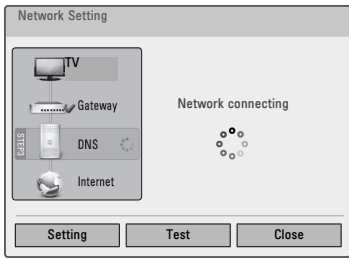 Network Setting
TV
Gateway
Network connecting
STEP3
DNS
Internet
Setting
Test
Close